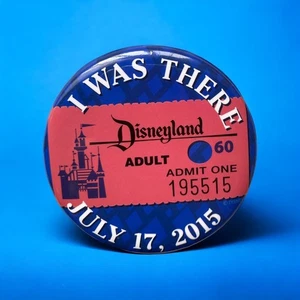 I WAS THERE
Disneyland
60
ADULT
ADMIT ONE
195515
JULY 17, 2015